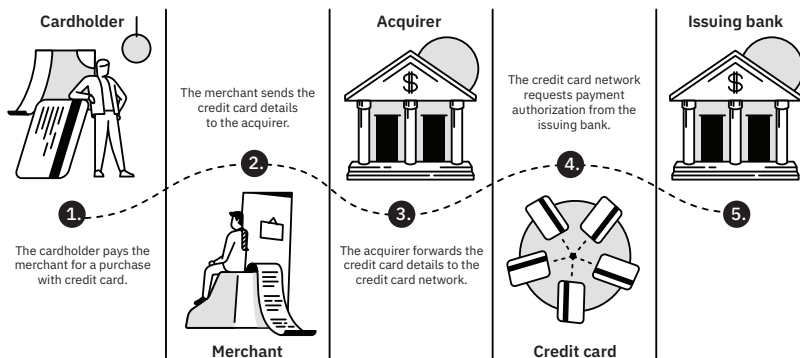 Cardholder
1.
The cardholder pays the
merchant for a purchase
with credit card.
The merchant sends the
credit card details
to the acquirer.
2.
Merchant
Acquirer
$
3.
The acquirer forwards the
credit card details to the
credit card network.
The credit card network
requests payment
authorization from the
issuing bank.
4.
Credit card
Issuing bank
$
5.